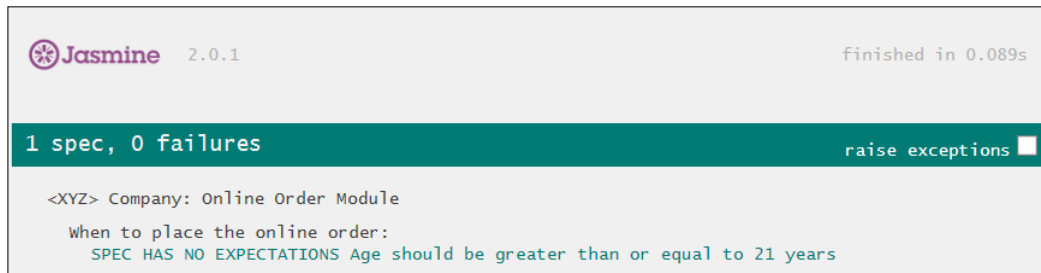 Jasmine 2.0.1 finished in 0.089s
1 spec, 0 failures raise exceptions
<XYZ> Company: Online Order Module
When to place the online order:
SPEC HAS NO EXPECTATIONS Age should be greater than or equal to 21 years